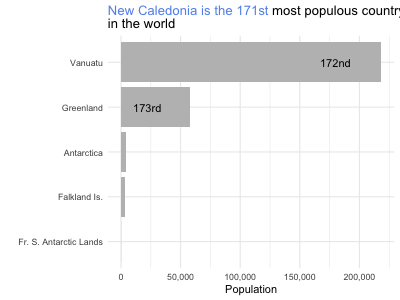 New Caledonia is the 171st most populous country
in the world
Vanuatu
172nd
Greenland
173rd
Antarctica
Falkland Is.
Fr. S. Antarctic Lands
0
50,000
100,000
150,000
200,000
Population